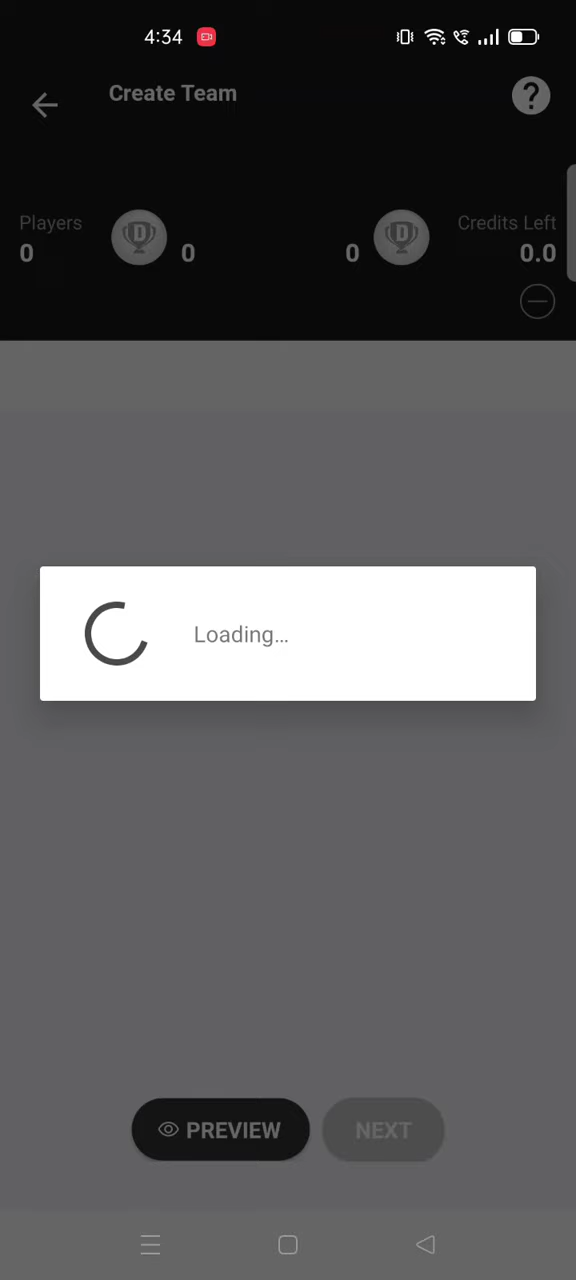 4:34
Create Team
?
Players
Credits Left
0
D
0
0
D
0.0
Loading...
PREVIEW
NEXT